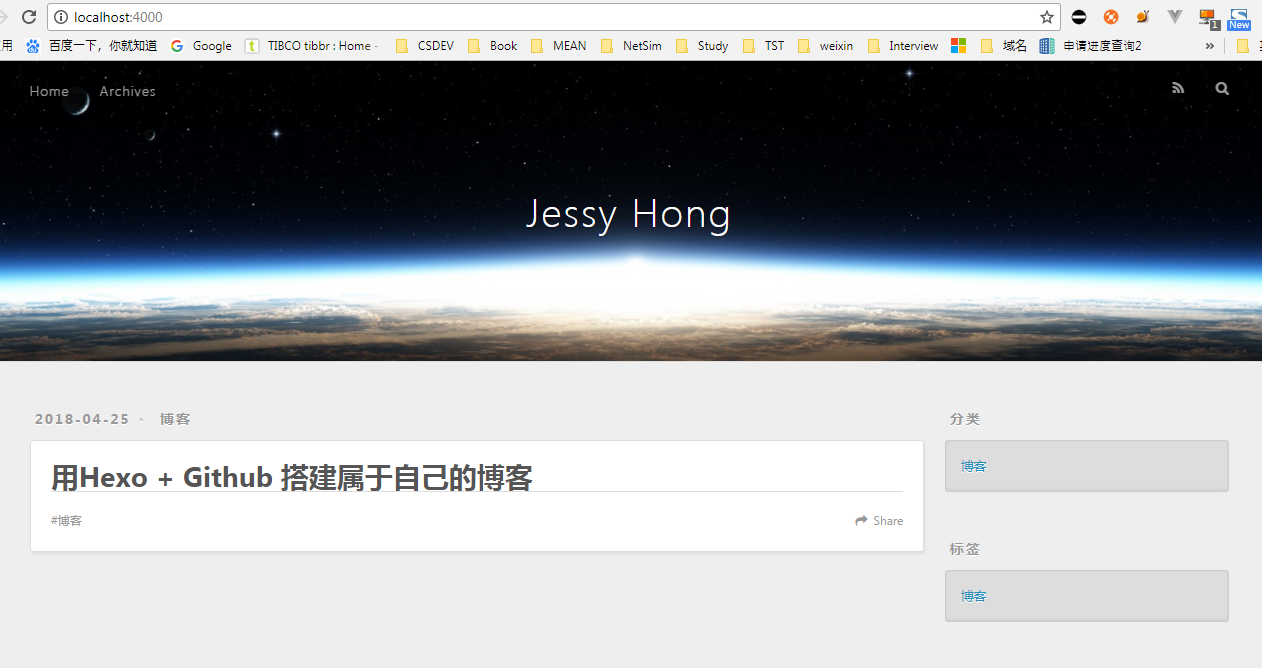 localhost:4000
用 百度一下，你就知道 Google TIBCO tibbr : Home - CSDEV Book MEAN NetSim Study TST weixin Interview 域名 申请进度查询2 »
1 New
Home Archives
Jessy Hong
2018-04-25 · 博客
用Hexo + Github 搭建属于自己的博客
#博客 Share
分类
博客
标签
博客